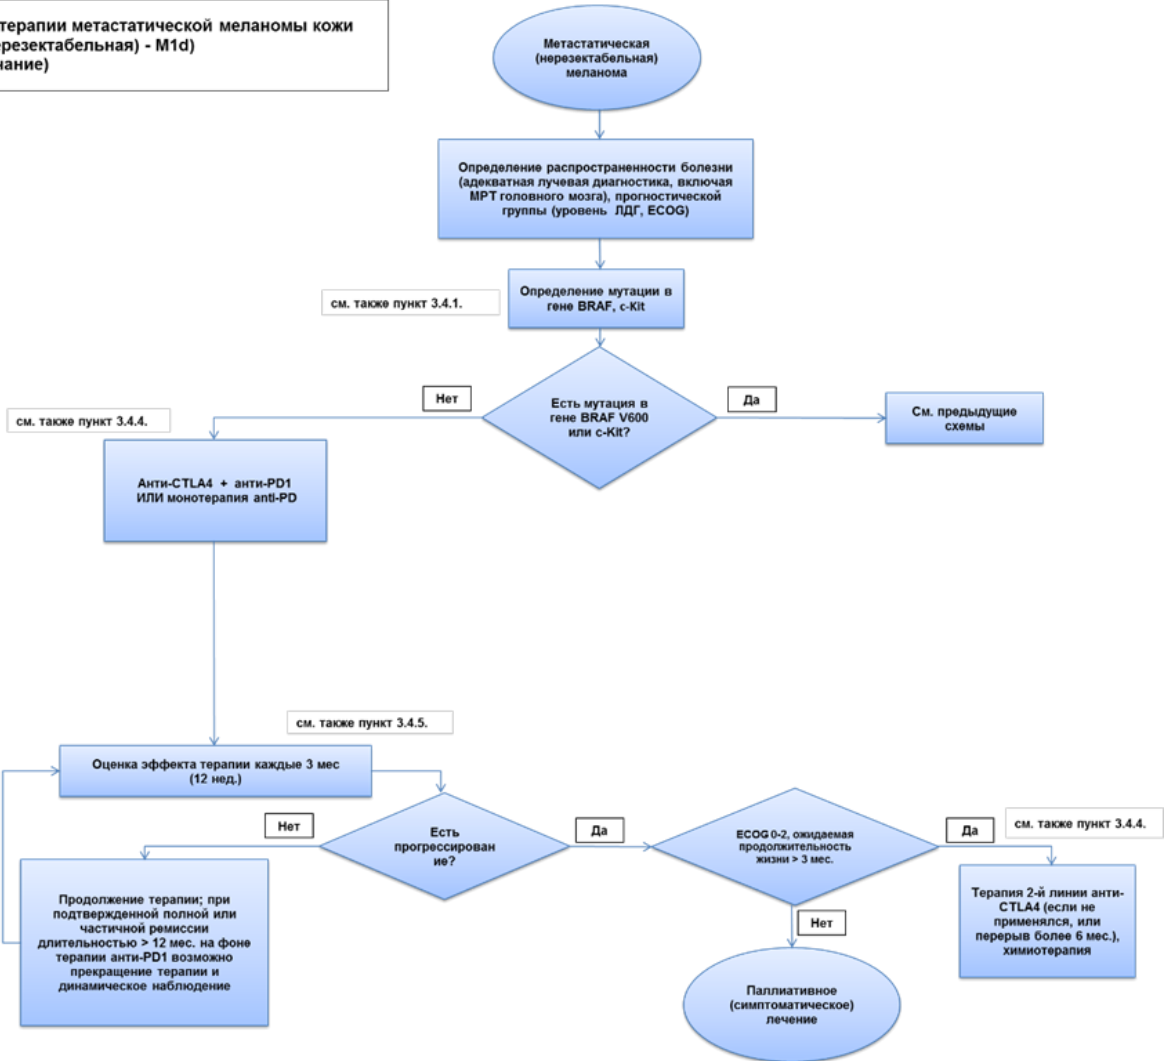 терапии метастатической меланомы кожи
резектабельная) - M1d)
чание)
Метастатическая
(нерезектабельная)
меланома
Определение распространенности болезни
(адекватная лучевая диагностика, включая
МРТ головного мозга), прогностической
группы (уровень ЛДГ, ECOG)
см. также пункт 3.4.1.
Определение мутации в
гене BRAF, c-Kit
Есть мутация в
гене BRAF V600
или c-Kit?
Нет
Да
См. предыдущие
схемы
см. также пункт 3.4.4.
Анти-CTLA4 + анти-PD1
ИЛИ монотерапия anti-PD
см. также пункт 3.4.5.
Оценка эффекта терапии каждые 3 мес
(12 нед.)
Есть
прогрессирован
ие?
Нет
Да
Продолжение терапии; при
подтвержденной полной или
частичной ремиссии
длительностью > 12 мес. на фоне
терапии анти-PD1 возможно
прекращение терапии и
динамическое наблюдение
ECOG 0-2, ожидаемая
продолжительность
жизни > 3 мес.
Да
см. также пункт 3.4.4.
Терапия 2-й линии анти-
CTLA4 (если не
применялся, или
перерыв более 6 мес.),
химиотерапия
Нет
Паллиативное
(симптоматическое)
лечение